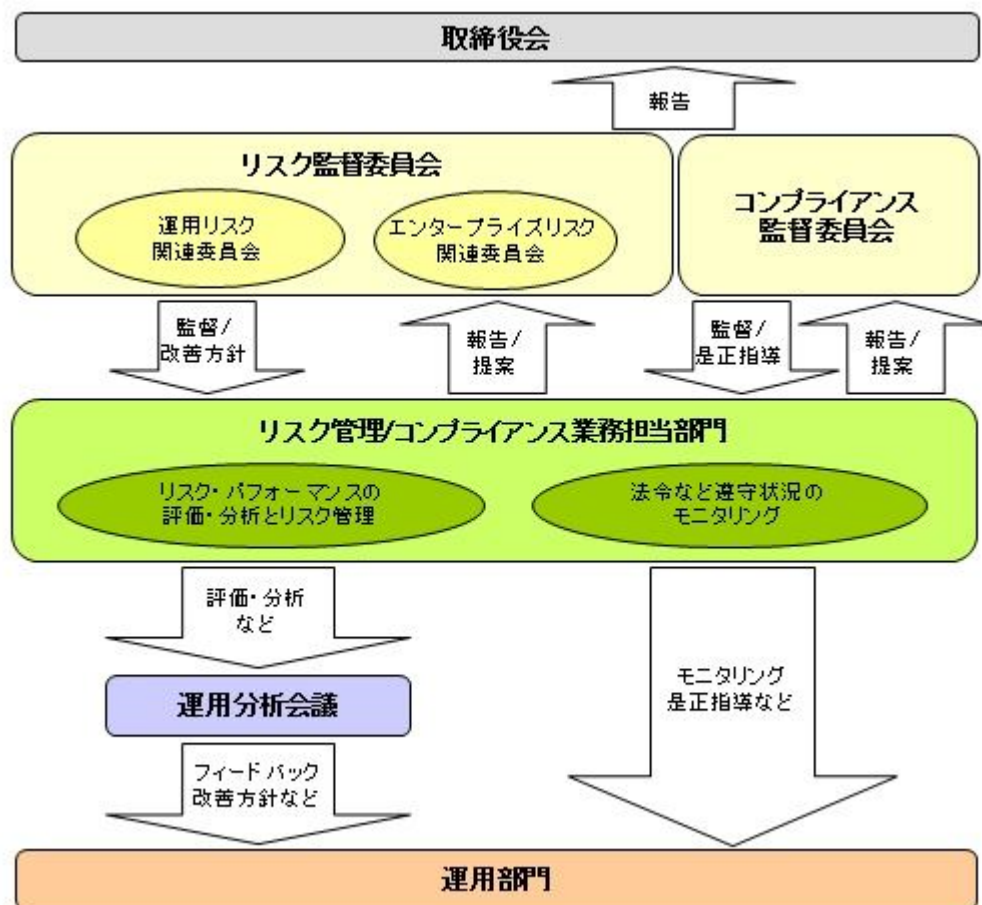 取締役会
報告
リスク監督委員会
運用リスク
関連委員会
エンタープライズリスク
関連委員会
コンプライアンス
監督委員会
監督/
改善方針
報告/
提案
監督/
是正指導
報告/
提案
リスク管理/コンプライアンス業務担当部門
リスク・パフォーマンスの
評価・分析とリスク管理
法令など遵守状況の
モニタリング
評価・分析
など
運用分析会議
モニタリング
是正指導など
フィードバック
改善方針など
運用部門